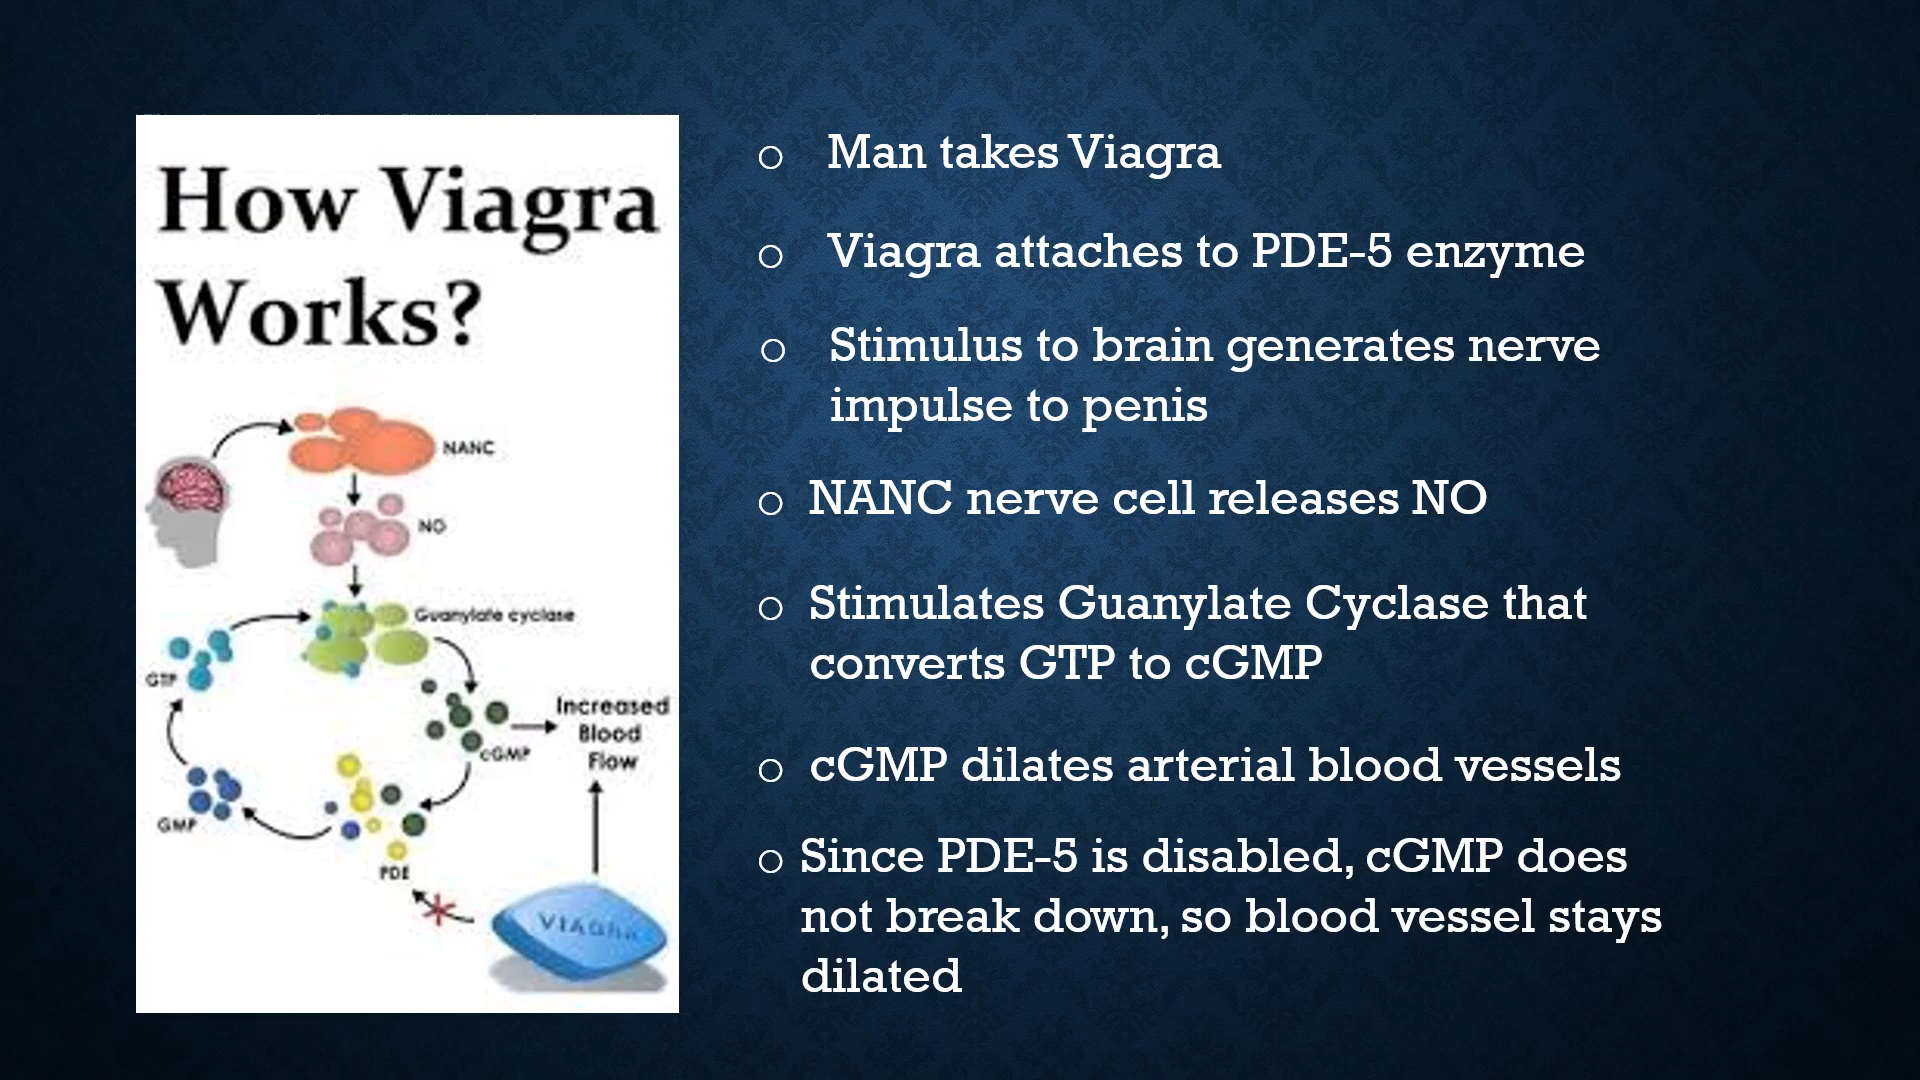 How Viagra
Works?
NANC
NO
Guanylate cyclase
GTP
Increased
Blood
Flow
cGMP
GMP
PDE
VIAGRA
o Man takes Viagra
o Viagra attaches to PDE-5 enzyme
o Stimulus to brain generates nerve
impulse to penis
o NANC nerve cell releases NO
o Stimulates Guanylate Cyclase that
converts GTP to cGMP
o cGMP dilates arterial blood vessels
o Since PDE-5 is disabled, cGMP does
not break down, so blood vessel stays
dilated